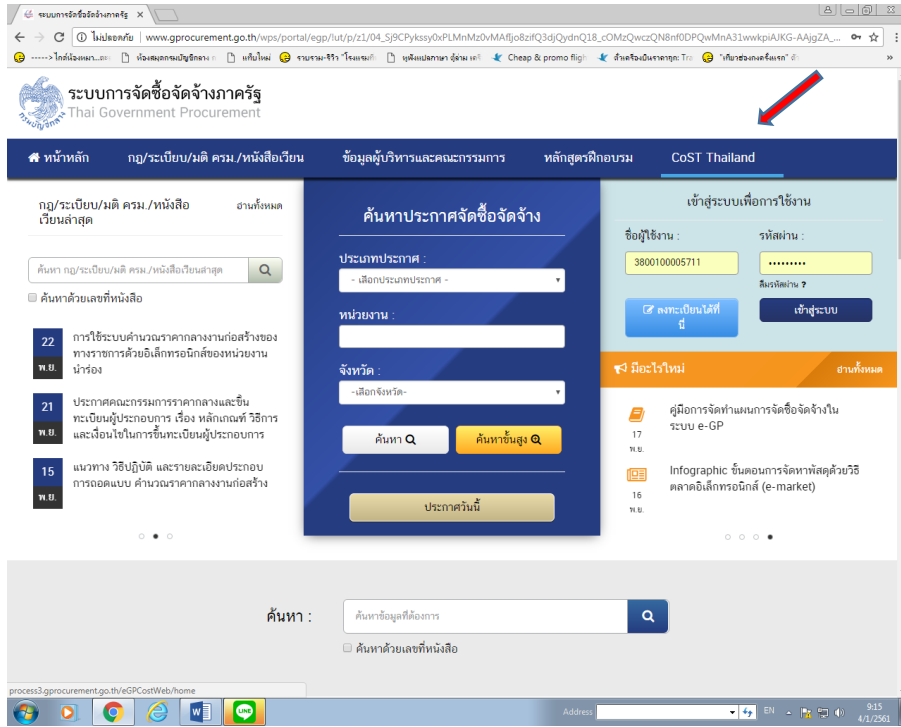 ระบบการจัดซื้อจัดจ้างภาครัฐ
ไม่ปลอดภัย | www.gprocurement.go.th/wps/portal/egp/
Cheap & promo fligh
ระบบการจัดซื้อจัดจ้างภาครัฐ
Thai Government Procurement
หน้าหลัก กฎ/ระเบียบ/มติ ครม./หนังสือเวียน ข้อมูลผู้บริหารและคณะกรรมการ หลักสูตรฝึกอบรม CoST Thailand
กฎ/ระเบียบ/มติ ครม./หนังสือ อ่านทั้งหมด
เวียนล่าสุด
ค้นหา กฎ/ระเบียบ/มติ ครม./หนังสือเวียนล่าสุด
ค้นหาด้วยเลขที่หนังสือ
22 พ.ย.
การใช้ระบบคำนวณราคากลางงานก่อสร้างของ
ทางราชการด้วยอิเล็กทรอนิกส์ของหน่วยงาน
นำร่อง
21 พ.ย.
ประกาศคณะกรรมการราคากลางและขึ้น
ทะเบียนผู้ประกอบการ เรื่อง หลักเกณฑ์ วิธีการ
และเงื่อนไขในการขึ้นทะเบียนผู้ประกอบการ
15 พ.ย.
แนวทาง วิธีปฏิบัติ และรายละเอียดประกอบ
การถอดแบบ คำนวณราคากลางงานก่อสร้าง
ค้นหาประกาศจัดซื้อจัดจ้าง
ประเภทประกาศ :
- เลือกประเภทประกาศ -
หน่วยงาน :
จังหวัด :
-เลือกจังหวัด-
ค้นหา ค้นหาขั้นสูง
ประกาศวันนี้
เข้าสู่ระบบเพื่อการใช้งาน
ชื่อผู้ใช้งาน : รหัสผ่าน :
3800100005711 •••••••••
ลืมรหัสผ่าน ?
ลงทะเบียนได้ที่
นี่
เข้าสู่ระบบ
มีอะไรใหม่ อ่านทั้งหมด
17 พ.ย.
คู่มือการจัดทำแผนการจัดซื้อจัดจ้างใน
ระบบ e-GP
16 พ.ย.
Infographic ขั้นตอนการจัดหาพัสดุด้วยวิธี
ตลาดอิเล็กทรอนิกส์ (e-market)
ค้นหา : ค้นหาข้อมูลที่ต้องการ
ค้นหาด้วยเลขที่หนังสือ
process3.gprocurement.go.th/eGPCostWeb/home
Address EN 9:15
4/1/2561